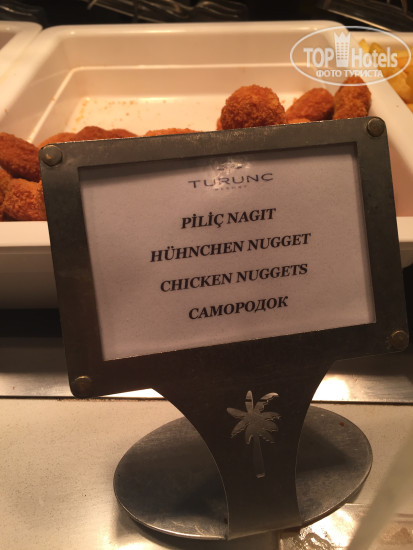 TOP Hotels
ФОТО ТУРИСТА
TURUNC
PİLİÇ NAGIT
HÜHNCHEN NUGGET
CHICKEN NUGGETS
САМОРОДОК